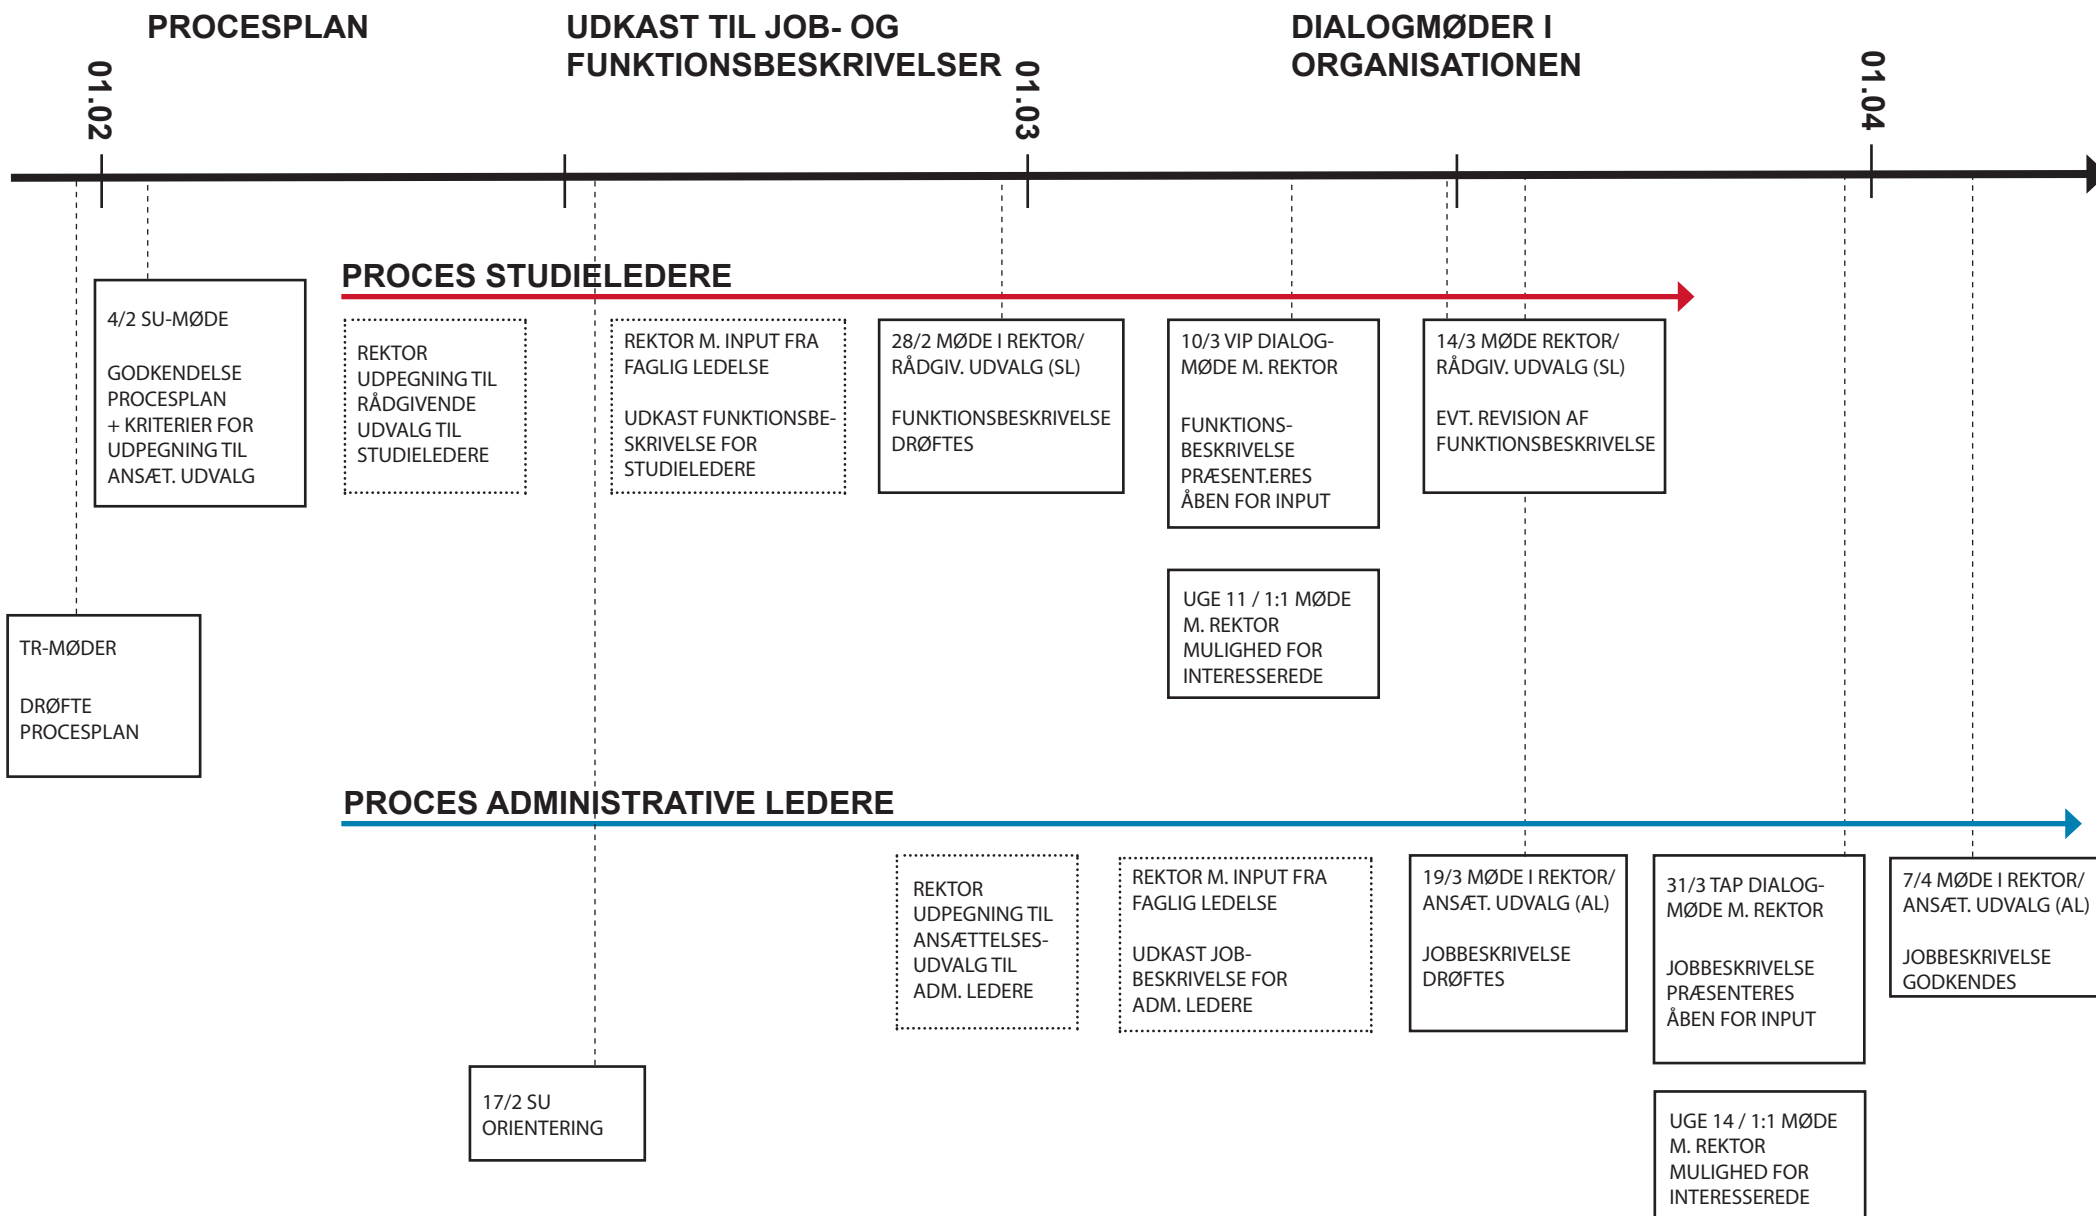 PROCESPLAN
UDKAST TIL JOB- OG
FUNKTIONSBESKRIVELSER
DIALOGMØDER I
ORGANISATIONEN
01.02
01.03
01.04
PROCES STUDIELEDERE
4/2 SU-MØDE
GODKENDELSE
PROCESPLAN
+ KRITERIER FOR
UDPEGNING TIL
ANSÆT. UDVALG
REKTOR
UDPEGNING TIL
RÅDGIVENDE
UDVALG TIL
STUDIELEDERE
REKTOR M. INPUT FRA
FAGLIG LEDELSE
UDKAST FUNKTIONSBE-
SKRIVELSE FOR
STUDIELEDERE
28/2 MØDE I REKTOR/
RÅDGIV. UDVALG (SL)
FUNKTIONSBESKRIVELSE
DRØFTES
10/3 VIP DIALOG-
MØDE M. REKTOR
FUNKTIONS-
BESKRIVELSE
PRÆSENT.ERES
ÅBEN FOR INPUT
14/3 MØDE REKTOR/
RÅDGIV. UDVALG (SL)
EVT. REVISION AF
FUNKTIONSBESKRIVELSE
UGE 11 / 1:1 MØDE
M. REKTOR
MULIGHED FOR
INTERESSEREDE
TR-MØDER
DRØFTE
PROCESPLAN
PROCES ADMINISTRATIVE LEDERE
REKTOR
UDPEGNING TIL
ANSÆTTELSES-
UDVALG TIL
ADM. LEDERE
REKTOR M. INPUT FRA
FAGLIG LEDELSE
UDKAST JOB-
BESKRIVELSE FOR
ADM. LEDERE
19/3 MØDE I REKTOR/
ANSÆT. UDVALG (AL)
JOBBESKRIVELSE
DRØFTES
31/3 TAP DIALOG-
MØDE M. REKTOR
JOBBESKRIVELSE
PRÆSENTERES
ÅBEN FOR INPUT
7/4 MØDE I REKTOR/
ANSÆT. UDVALG (AL)
JOBBESKRIVELSE
GODKENDES
17/2 SU
ORIENTERING
UGE 14 / 1:1 MØDE
M. REKTOR
MULIGHED FOR
INTERESSEREDE